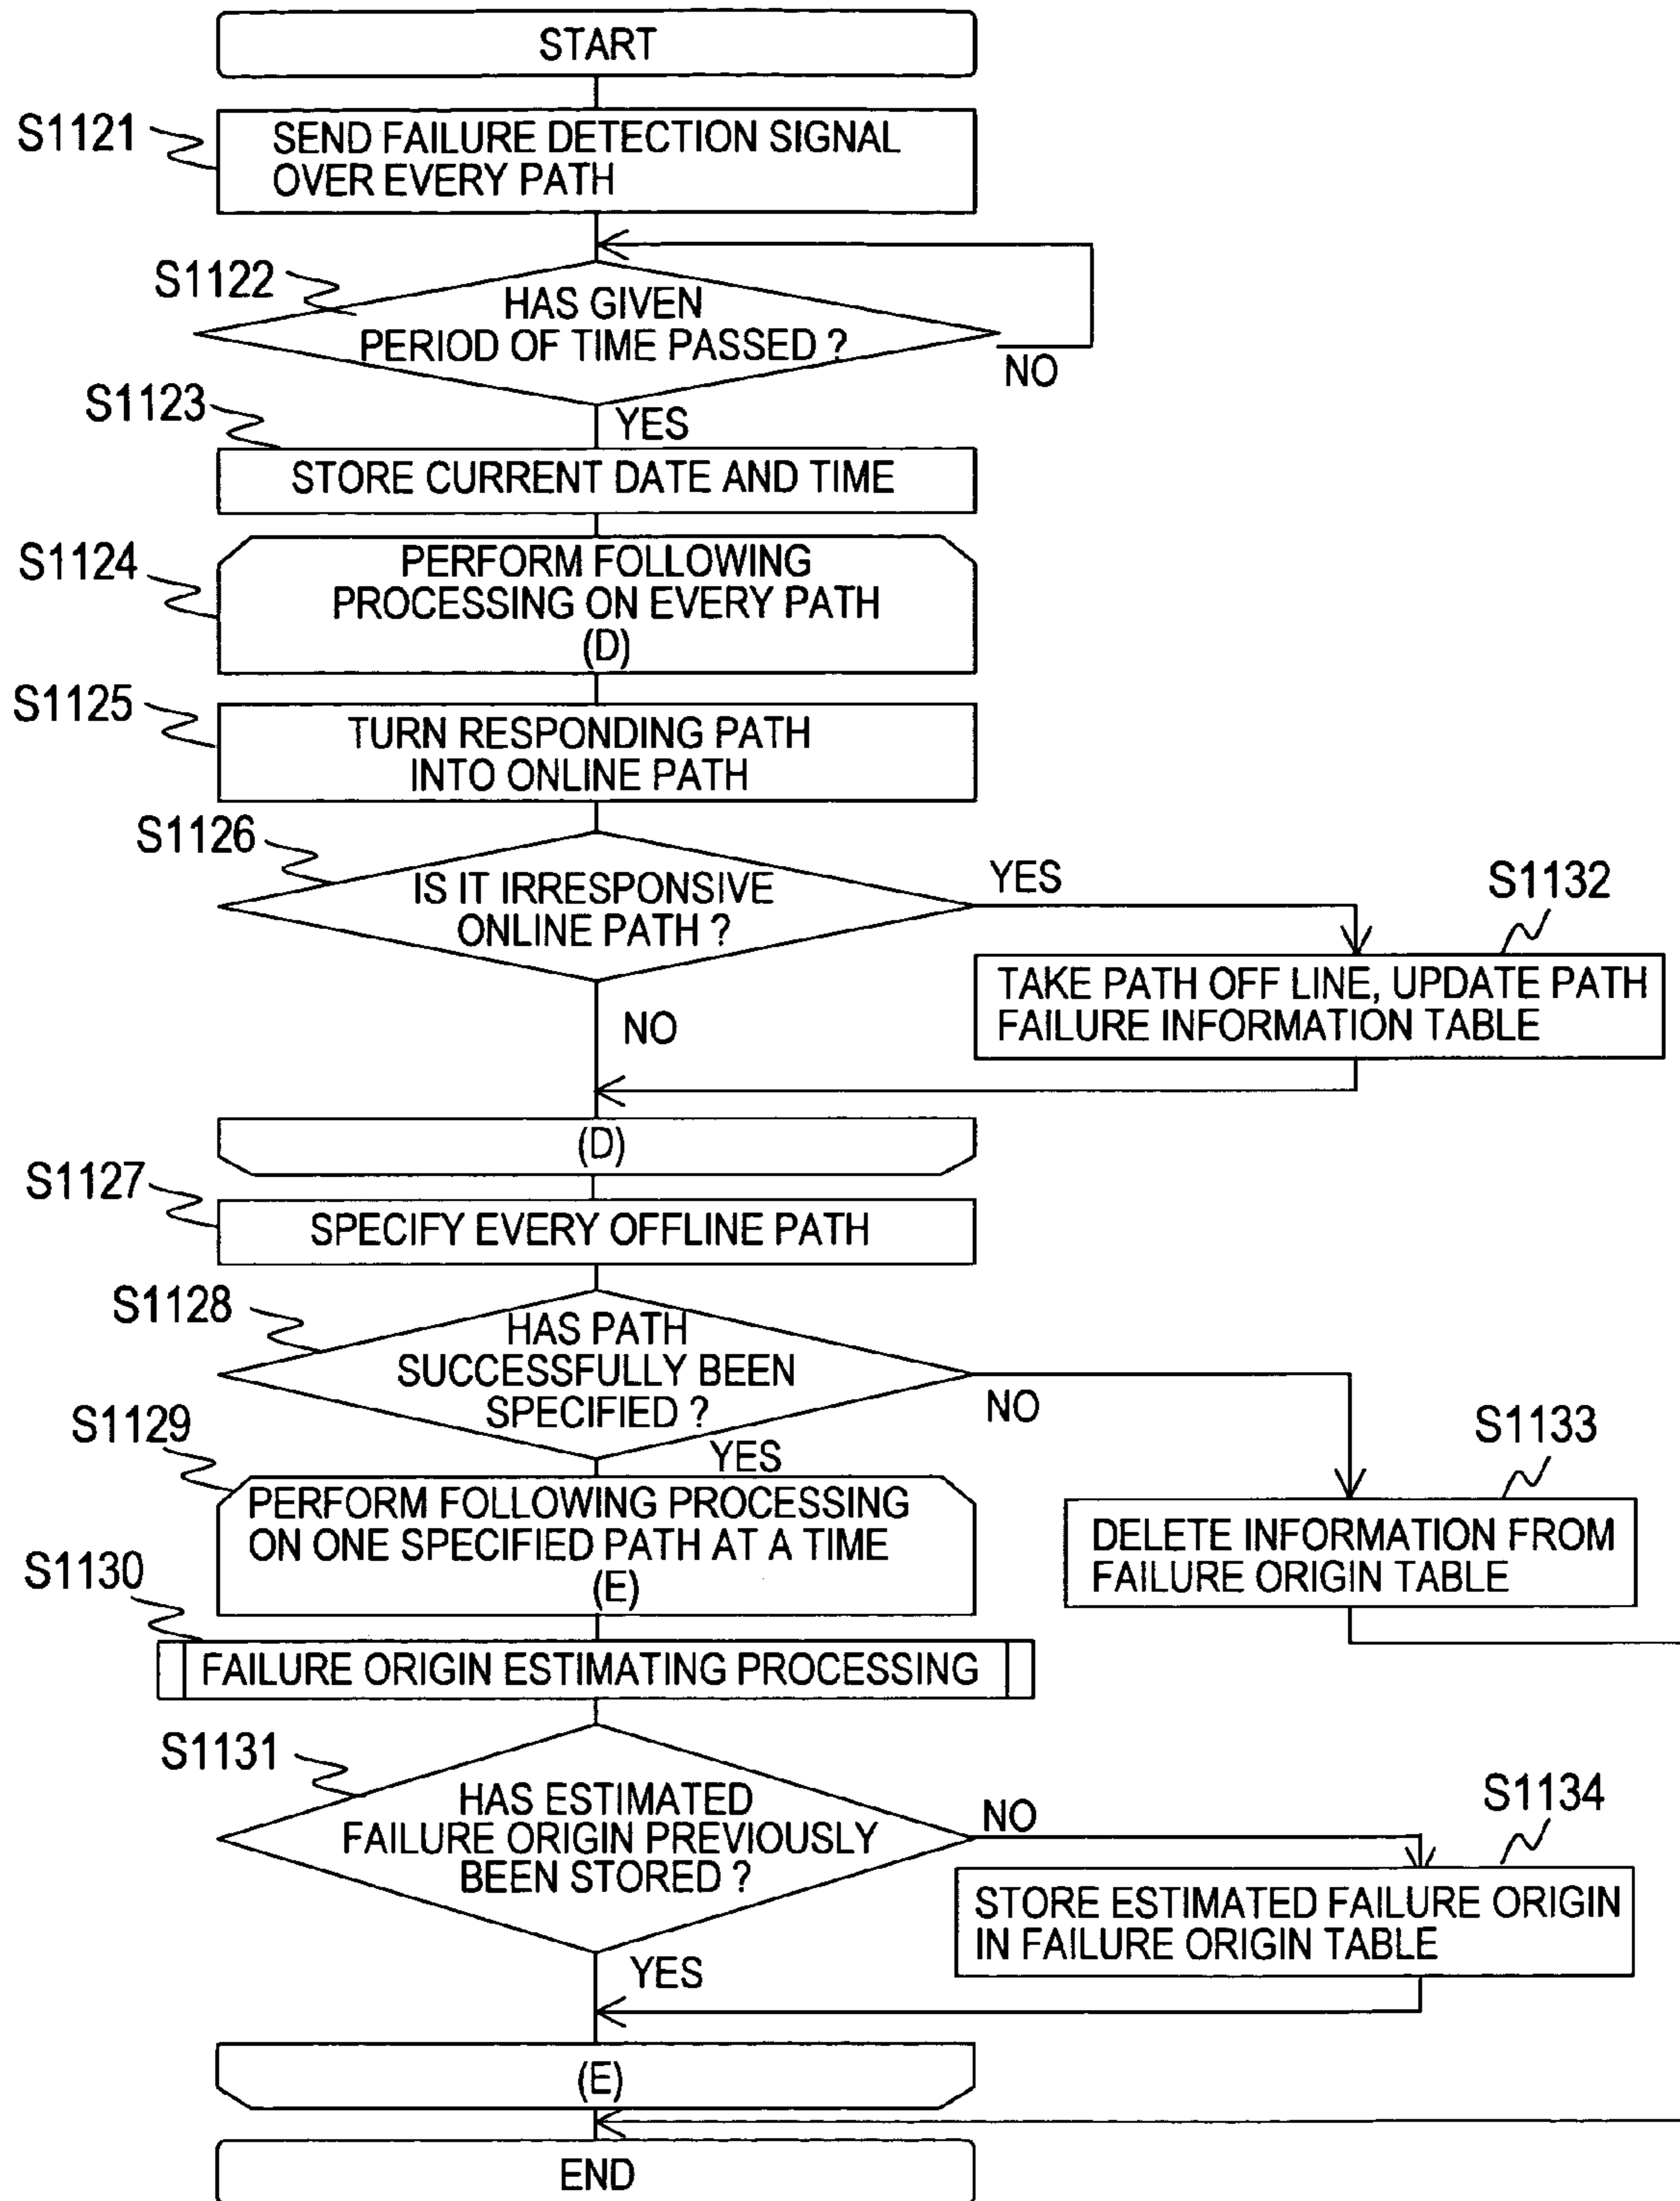 START
S1121
SEND FAILURE DETECTION SIGNAL
OVER EVERY PATH
S1122
HAS GIVEN
PERIOD OF TIME PASSED ?
NO
YES
S1123
STORE CURRENT DATE AND TIME
S1124
PERFORM FOLLOWING
PROCESSING ON EVERY PATH
(D)
S1125
TURN RESPONDING PATH
INTO ONLINE PATH
S1126
IS IT IRRESPONSIVE
ONLINE PATH ?
YES
S1132
TAKE PATH OFF LINE, UPDATE PATH
FAILURE INFORMATION TABLE
NO
(D)
S1127
SPECIFY EVERY OFFLINE PATH
S1128
HAS PATH
SUCCESSFULLY BEEN
SPECIFIED ?
NO
YES
S1133
DELETE INFORMATION FROM
FAILURE ORIGIN TABLE
S1129
PERFORM FOLLOWING PROCESSING
ON ONE SPECIFIED PATH AT A TIME
(E)
S1130
FAILURE ORIGIN ESTIMATING PROCESSING
S1131
HAS ESTIMATED
FAILURE ORIGIN PREVIOUSLY
BEEN STORED ?
NO
S1134
STORE ESTIMATED FAILURE ORIGIN
IN FAILURE ORIGIN TABLE
YES
(E)
END